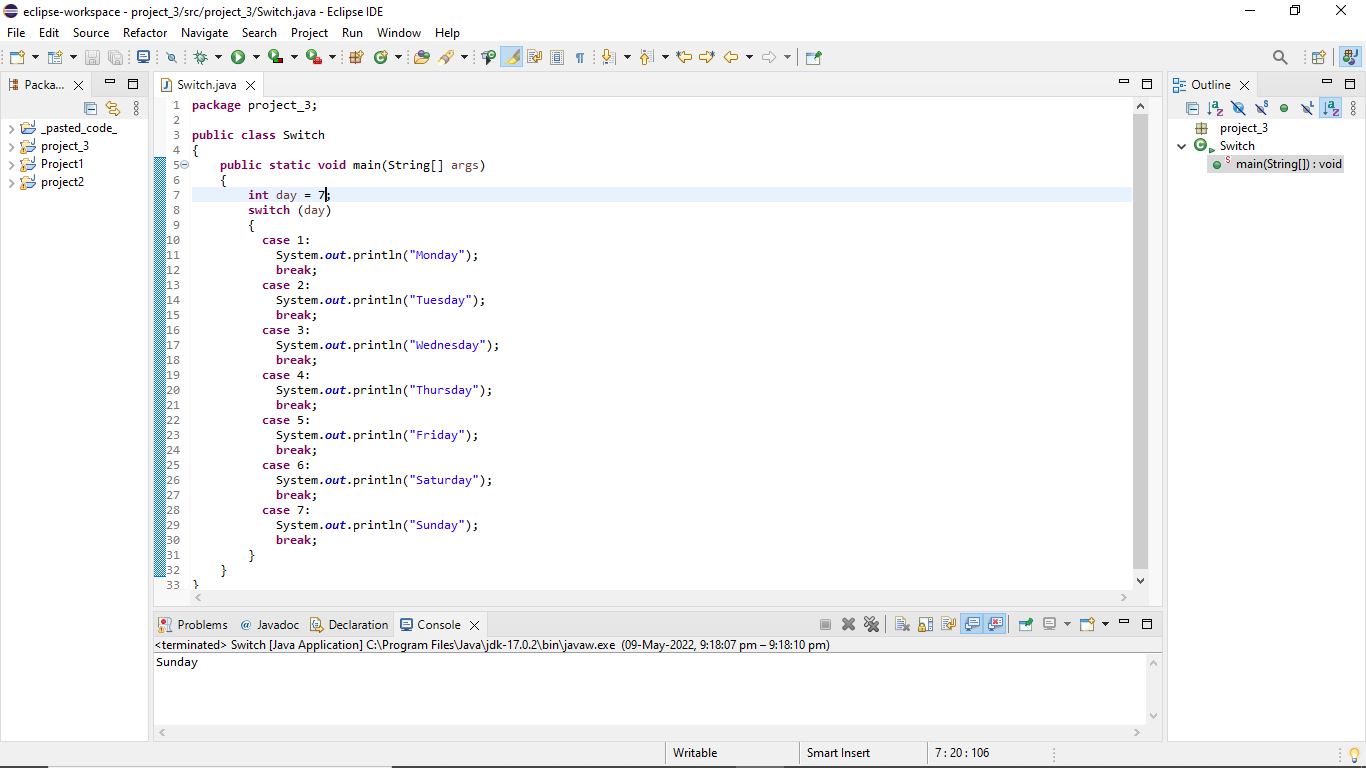 eclipse-workspace - project_3/src/project_3/Switch.java - Eclipse IDE
File Edit Source Refactor Navigate Search Project Run Window Help
Packa...
_pasted_code_
project_3
Project1
project2
Switch.java
1 package project_3;
2
3 public class Switch
4 {
5 public static void main(String[] args)
6 {
7 int day = 7;
8 switch (day)
9 {
10 case 1:
11 System.out.println("Monday");
12 break;
13 case 2:
14 System.out.println("Tuesday");
15 break;
16 case 3:
17 System.out.println("Wednesday");
18 break;
19 case 4:
20 System.out.println("Thursday");
21 break;
22 case 5:
23 System.out.println("Friday");
24 break;
25 case 6:
26 System.out.println("Saturday");
27 break;
28 case 7:
29 System.out.println("Sunday");
30 break;
31 }
32 }
33 }
Outline
project_3
Switch
main(String[]) : void
Problems @ Javadoc Declaration Console
<terminated> Switch [Java Application] C:\Program Files\Java\jdk-17.0.2\bin\javaw.exe (09-May-2022, 9:18:07 pm – 9:18:10 pm)
Sunday
Writable Smart Insert 7 : 20 : 106